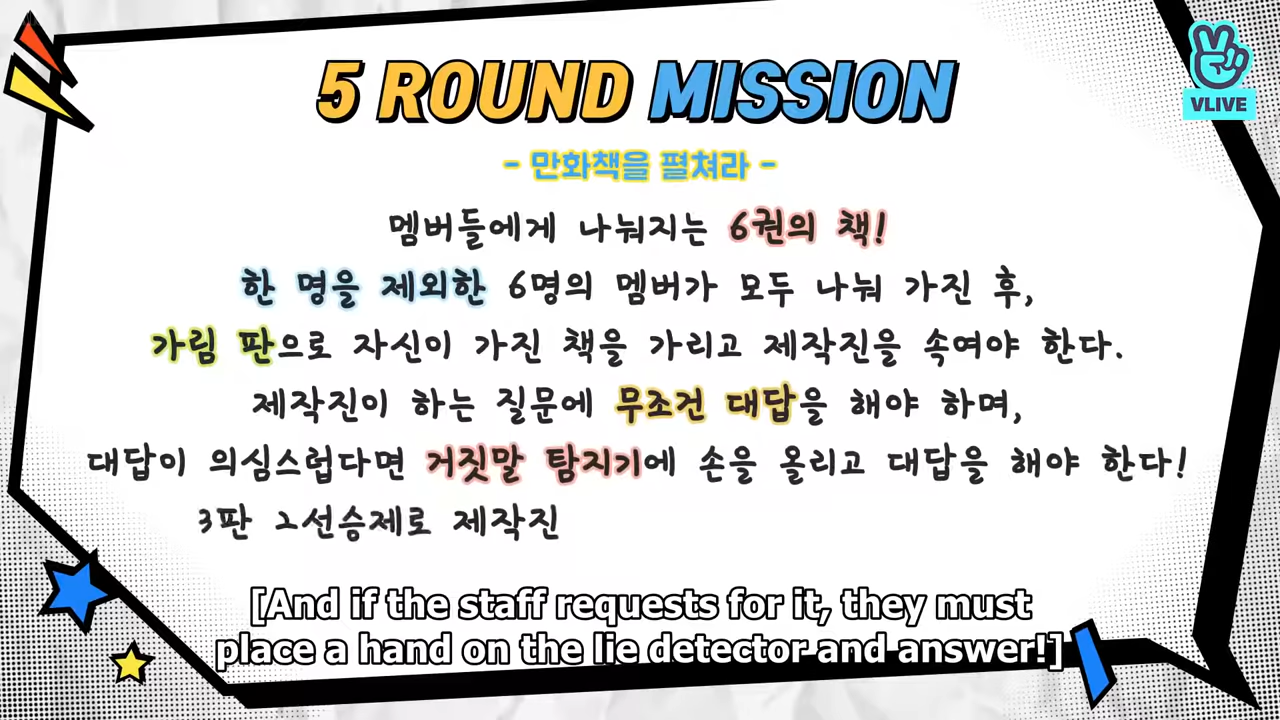 5 ROUND MISSION
VLIVE
- 만화책을 펼쳐라 -
멤버들에게 나눠지는 6권의 책!
한 명을 제외한 6명의 멤버가 모두 나눠 가진 후,
가림 판으로 자신이 가진 책을 가리고 제작진을 속여야 한다.
제작진이 하는 질문에 무조건 대답을 해야 하며,
대답이 의심스럽다면 거짓말 탐지기에 손을 올리고 대답을 해야 한다!
3판 2선승제로 제작진
[And if the staff requests for it, they must
place a hand on the lie detector and answer!]